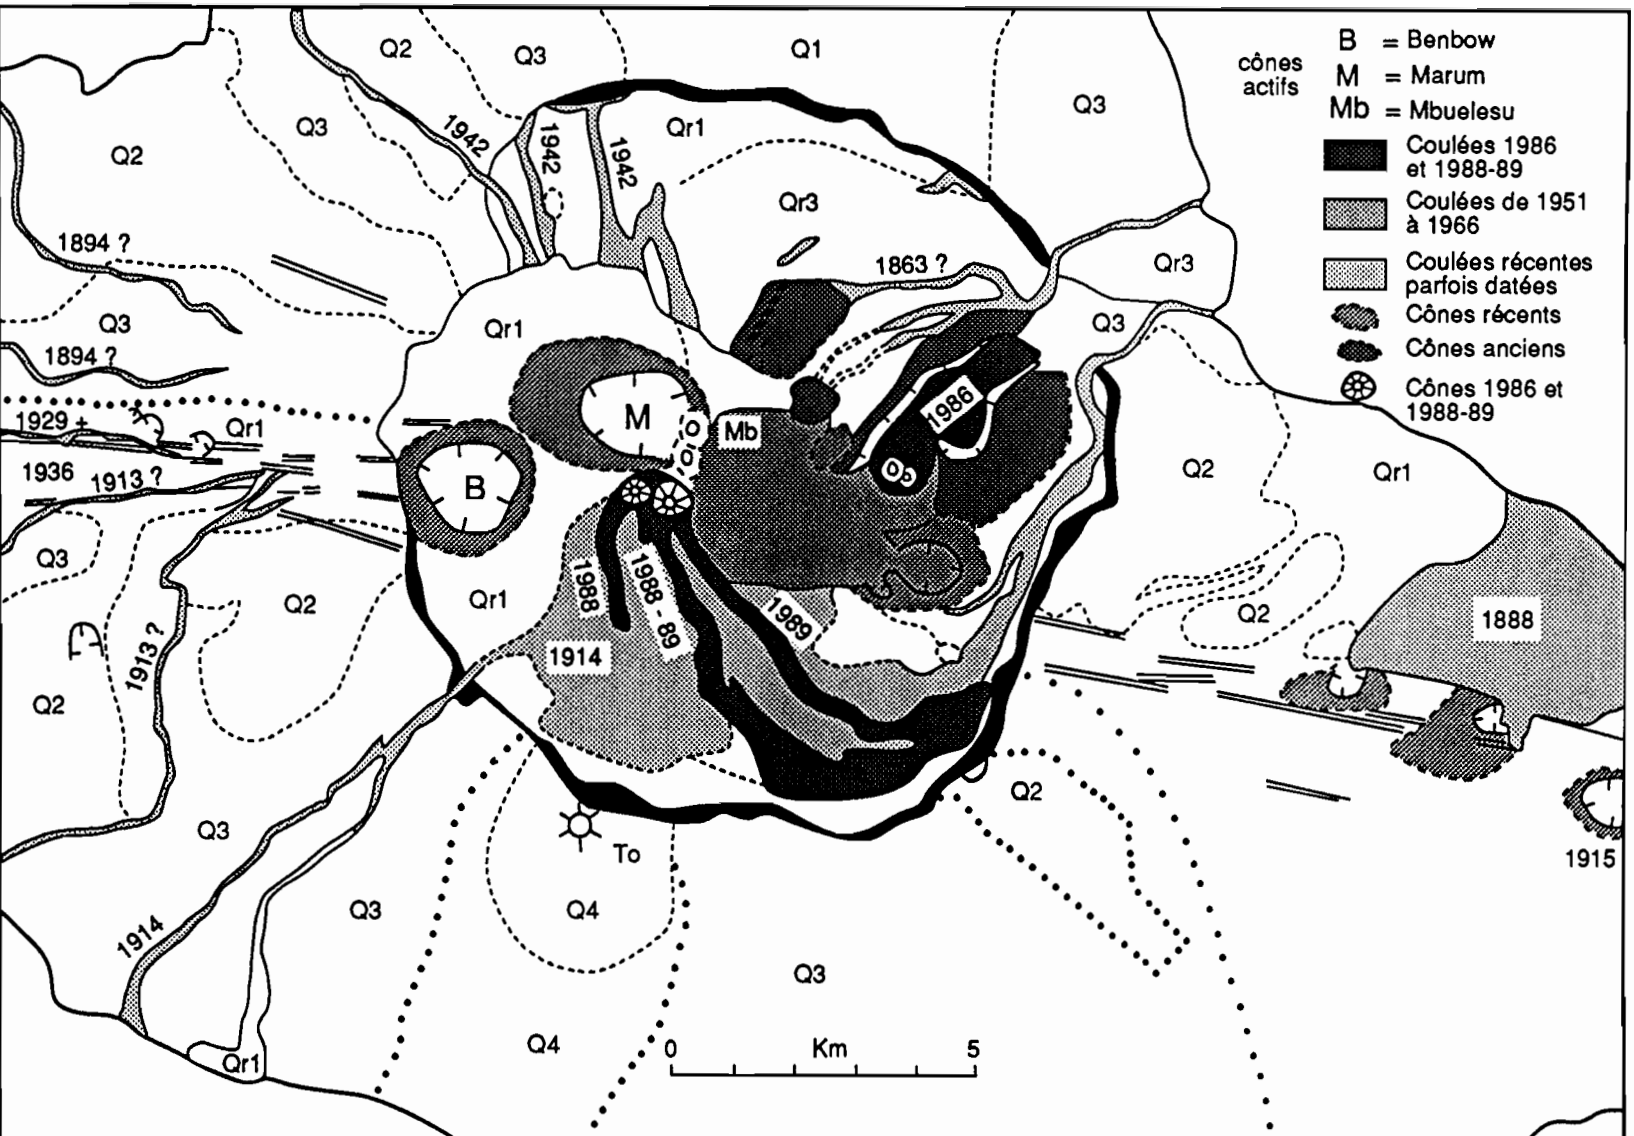 Q2
Q3
Q1
Q3
cônes
actifs
B = Benbow
M = Marum
Mb = Mbuelesu
Coulées 1986
et 1988-89
Coulées de 1951
à 1966
Coulées récentes
parfois datées
Cônes récents
Cônes anciens
Cônes 1986 et
1988-89
Q2
Q3
1942
1942
1942
Qr1
Qr3
1863 ?
Qr3
1894 ?
Q3
1894 ?
Qr1
Q3
1929 +
Qr1
M
Mb
1986
1936
1913 ?
B
Q2
Qr1
Q3
Q2
Qr1
1988
1988 - 89
1989
Q2
1888
1913 ?
1914
Q2
Q3
Q2
To
1915
1914
Q3
Q4
Q3
Q4
0 Km 5
Qr1